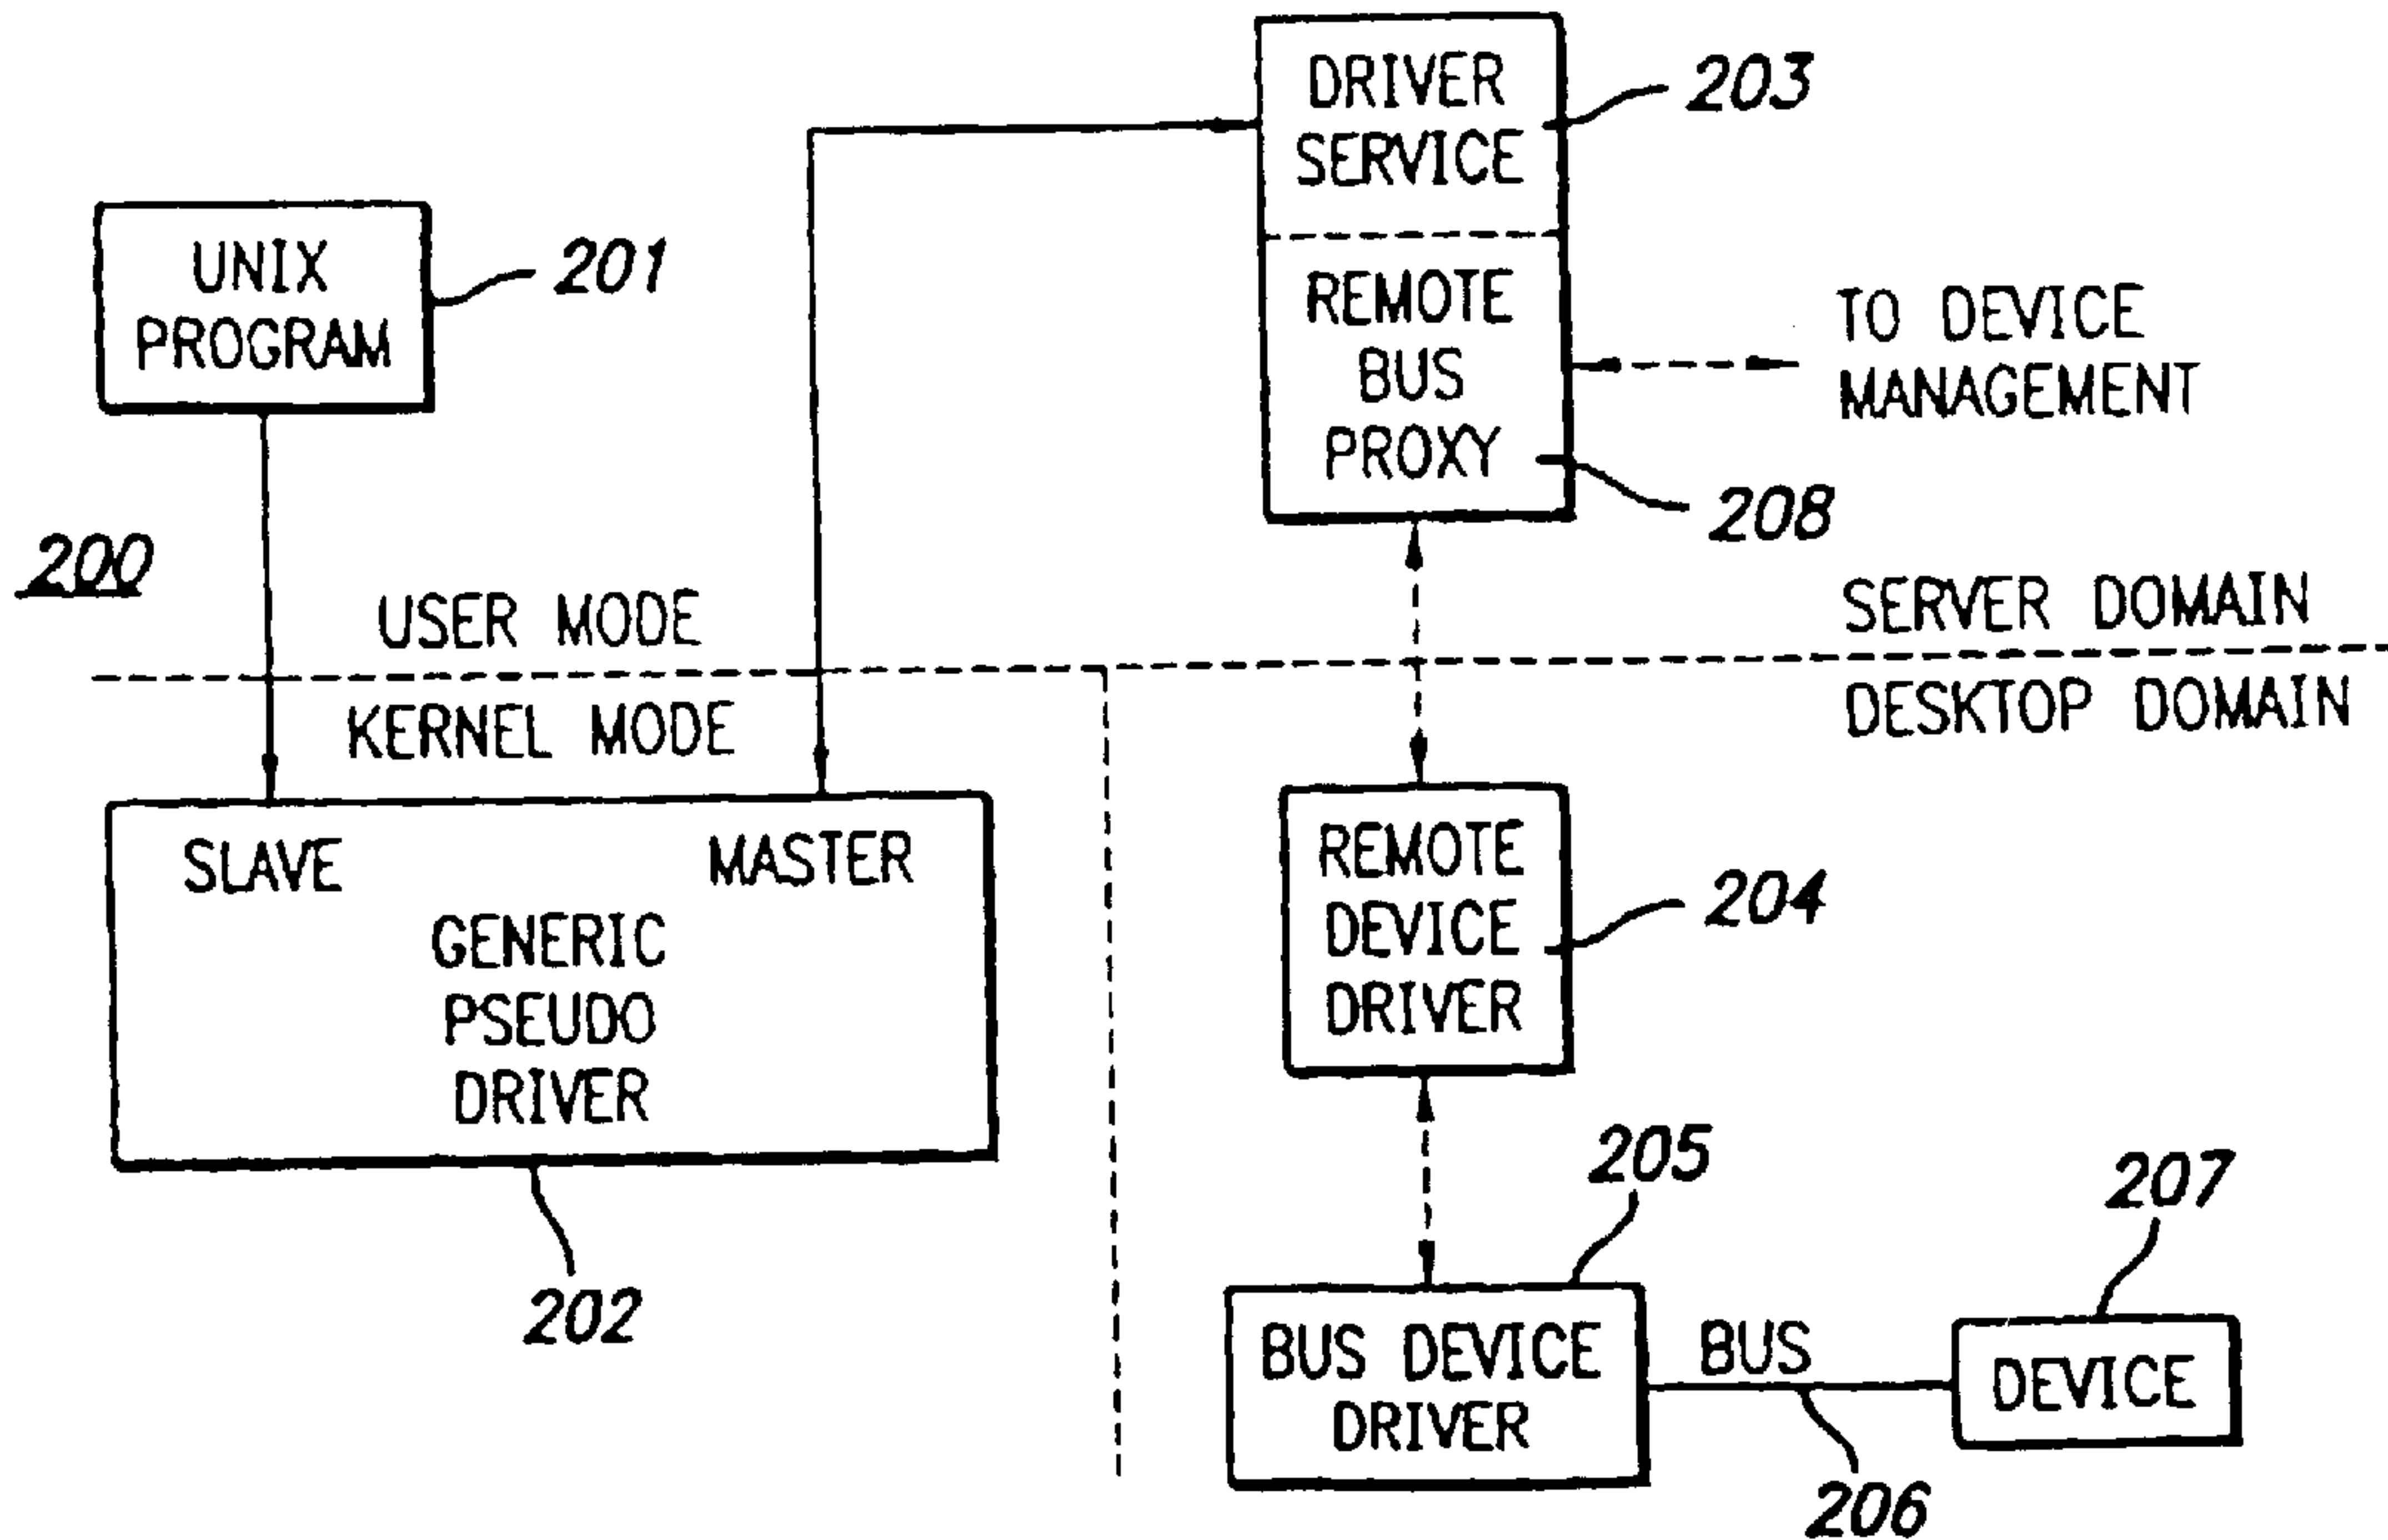 DRIVER
SERVICE
203
UNIX
PROGRAM
201
REMOTE
BUS
PROXY
208
TO DEVICE
MANAGEMENT
200
USER MODE
SERVER DOMAIN
KERNEL MODE
DESKTOP DOMAIN
SLAVE
MASTER
GENERIC
PSEUDO
DRIVER
202
REMOTE
DEVICE
DRIVER
204
205
207
BUS DEVICE
DRIVER
BUS
DEVICE
206